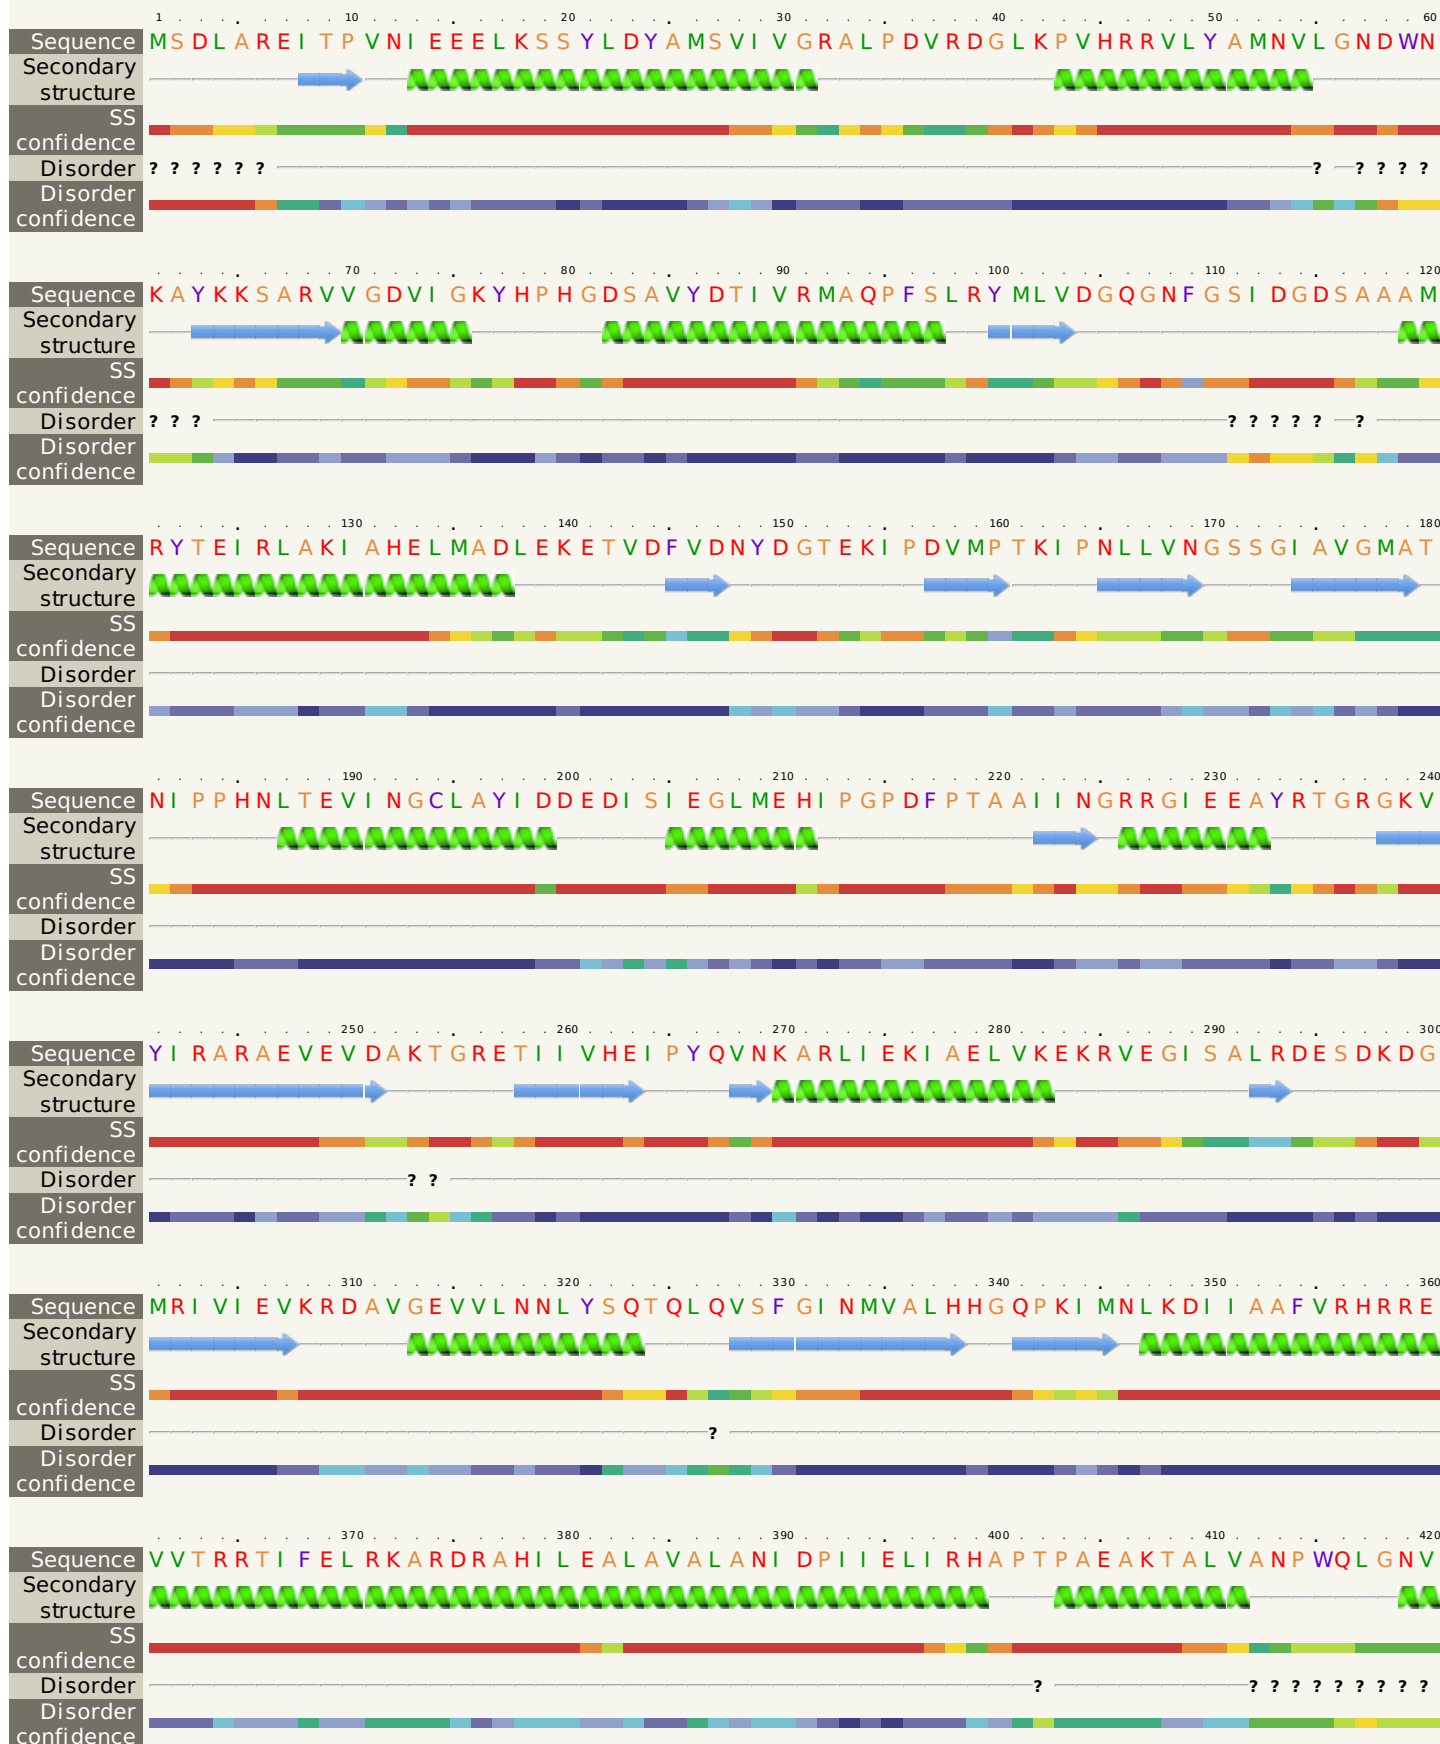 1 10 20 30 40 50 60
Sequence MSDLAREITPVNIEEELKSSYLDYAMSVIVGRALPDVRDGLKPVHRRVLYAMNVLGNDWN
Secondary
structure
SS
confidence
Disorder ? ? ? ? ? ? ? ? ? ? ?
Disorder
confidence
70 80 90 100 110 120
Sequence KAYKKSARVVGDVIGKYHPHGDSAVYDTIVRMAQPFSLRYMLVDGQGNFGSIDGDSAAAM
Secondary
structure
SS
confidence
Disorder ? ? ? ? ? ? ? ? ?
Disorder
confidence
130 140 150 160 170 180
Sequence RYTEIRLAKIAHELMADLEKETVDFVDNYDGTEKIPDVMPTKIPNLLVNGSSGIAVGMAT
Secondary
structure
SS
confidence
Disorder
Disorder
confidence
190 200 210 220 230 240
Sequence NIPPHNLTEVINGCLAYIDDEDISIEGLMEHIPGPDFPTAAIINGRRGIEEAYRTGRGKV
Secondary
structure
SS
confidence
Disorder
Disorder
confidence
250 260 270 280 290 300
Sequence YIRARAEVEVDAKTGRETIIVHEIPYQVNKARLIEKIAELVKEKRVEGISALRDESDKDG
Secondary
structure
SS
confidence
Disorder ? ?
Disorder
confidence
310 320 330 340 350 360
Sequence MRIVIEVKRDAVGEVVLNNLYSQTQLQVSFGINMVALHHGQPKIMNLKDIIAAFVRHRRE
Secondary
structure
SS
confidence
Disorder ?
Disorder
confidence
370 380 390 400 410 420
Sequence VVTRRTIFELRKARDRAHILEALAVALANIDPIIELIRHAPTPAEAKTALVANPWQLGNV
Secondary
structure
SS
confidence
Disorder ? ? ? ? ? ? ? ? ? ?
Disorder
confidence